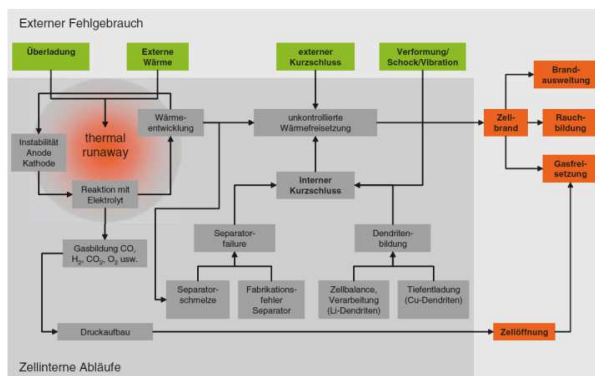 Externer Fehlgebrauch
Überladung
Externe
Wärme
externer
Kurzschluss
Verformung/
Schock/Vibration
Brand-
ausweitung
thermal
runaway
Wärme-
entwicklung
unkontrollierte
Wärmefreisetzung
Zell-
brand
Rauch-
bildung
Instabilität
Anode
Kathode
Gasfrei-
setzung
Reaktion mit
Elektrolyt
Interner
Kurzschluss
Gasbildung CO,
H₂, CO₂, O₂ usw.
Separator-
failure
Dendriten-
bildung
Separator-
schmelze
Fabrikations-
fehler
Separator
Zellbalance,
Verarbeitung
(Li-Dendriten)
Tiefentladung
(Cu-Dendriten)
Druckaufbau
Zellöffnung
Zellinterne Abläufe